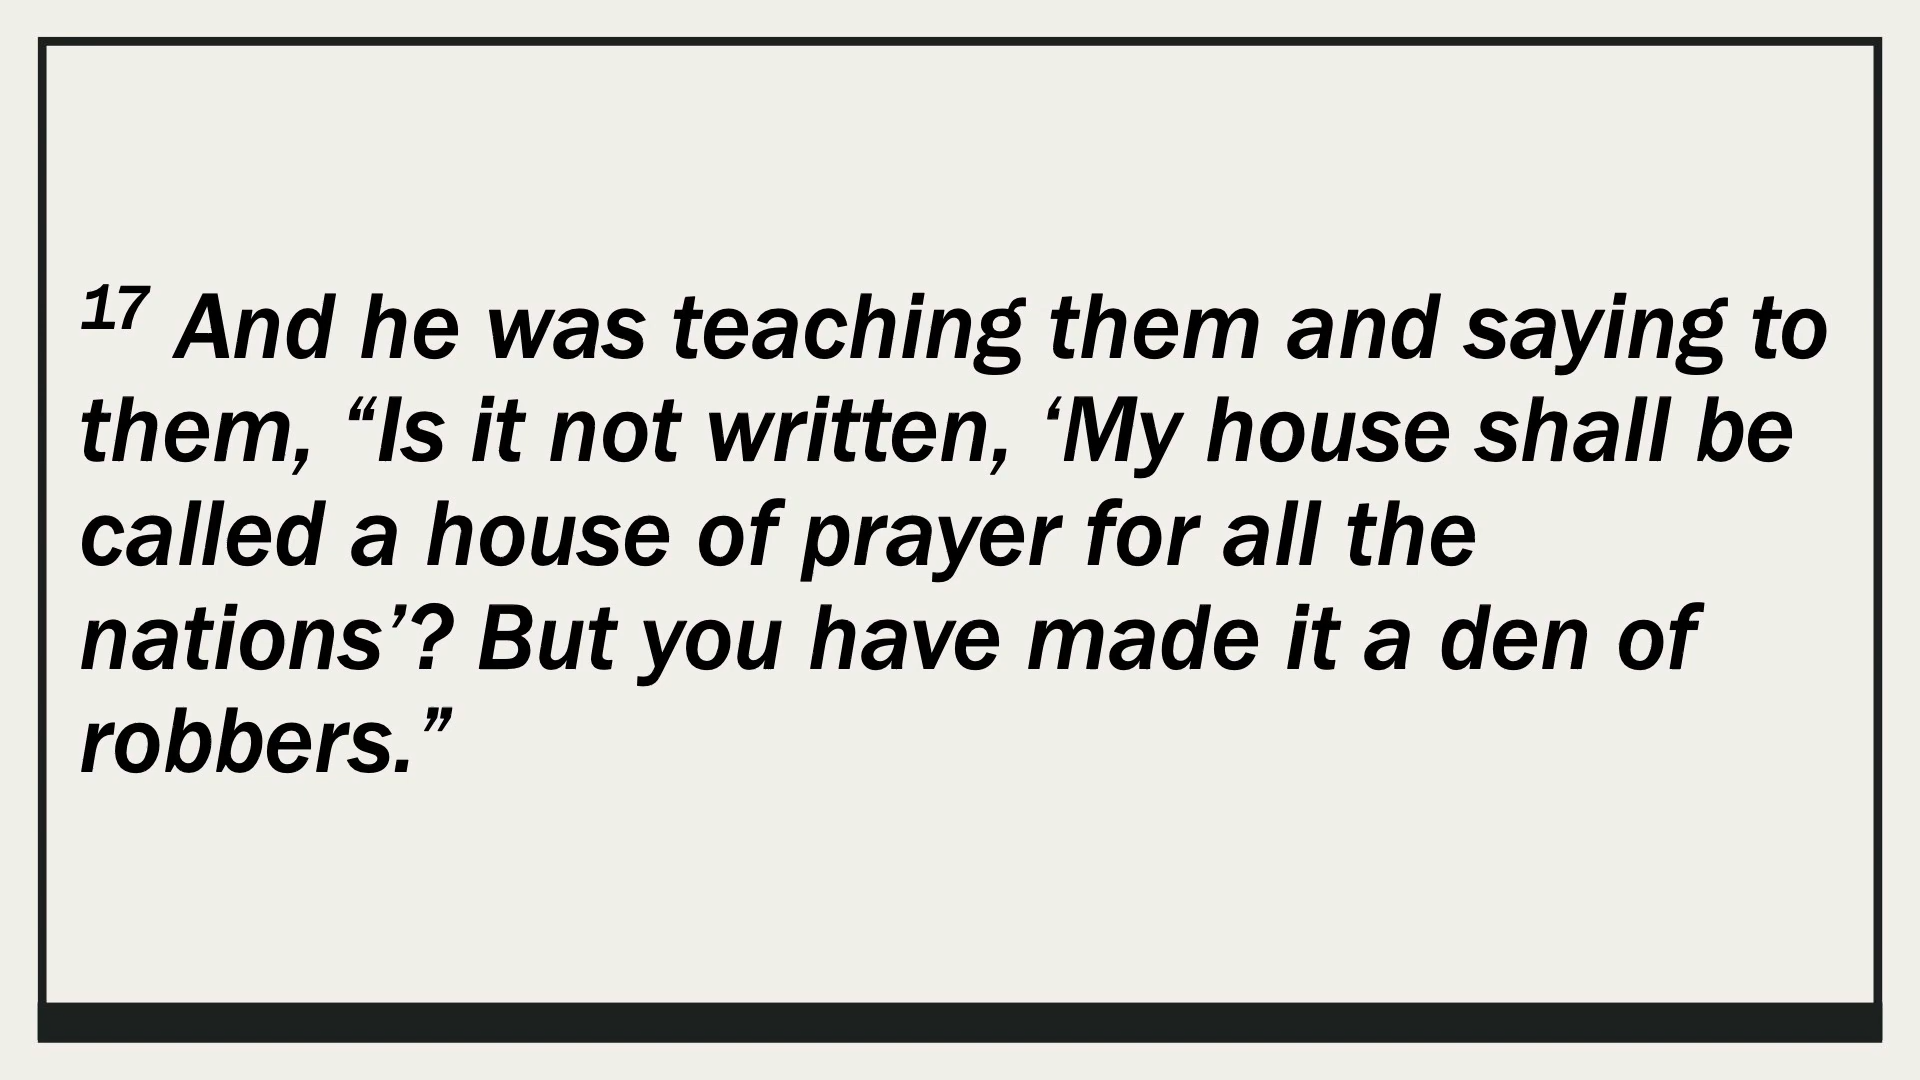 17 And he was teaching them and saying to
them, “Is it not written, ‘My house shall be
called a house of prayer for all the
nations’? But you have made it a den of
robbers.”